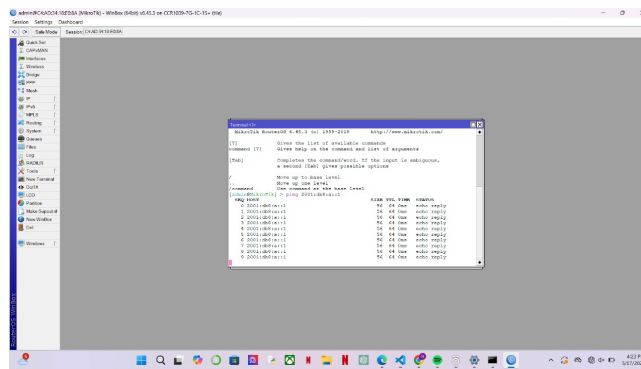 admin@C4:AD:34:18:E0:8A (MikroTik) - WinBox (64bit) v6.45.3 on CCR1009-7G-1C-1S+ (tile)
Session Settings Dashboard
Safe Mode Session: C4:AD:34:18:E0:8A
Quick Set
CAPsMAN
Interfaces
Wireless
Bridge
PPP
Mesh
IP
IPv6
MPLS
Routing
System
Queues
Files
Log
RADIUS
Tools
New Terminal
LCD
Partition
Make Supout.rif
New WinBox
Exit
Windows
RouterOS WinBox
Terminal <1>
MikroTik RouterOS 6.45.3 (c) 1999-2019 http://www.mikrotik.com/
[?] Gives the list of available commands
command [?] Gives help on the command and list of arguments
[Tab] Completes the command/word. If the input is ambiguous,
a second [Tab] gives possible options
/ Move up to base level
.. Move up one level
/command Use command at the base level
[admin@MikroTik] > ping 2001:db8:a::1
SEQ HOST SIZE TTL TIME STATUS
0 2001:db8:a::1 56 64 0ms echo reply
1 2001:db8:a::1 56 64 0ms echo reply
2 2001:db8:a::1 56 64 0ms echo reply
3 2001:db8:a::1 56 64 0ms echo reply
4 2001:db8:a::1 56 64 0ms echo reply
5 2001:db8:a::1 56 64 0ms echo reply
6 2001:db8:a::1 56 64 0ms echo reply
7 2001:db8:a::1 56 64 0ms echo reply
8 2001:db8:a::1 56 64 0ms echo reply
9 2001:db8:a::1 56 64 0ms echo reply
4:23 P